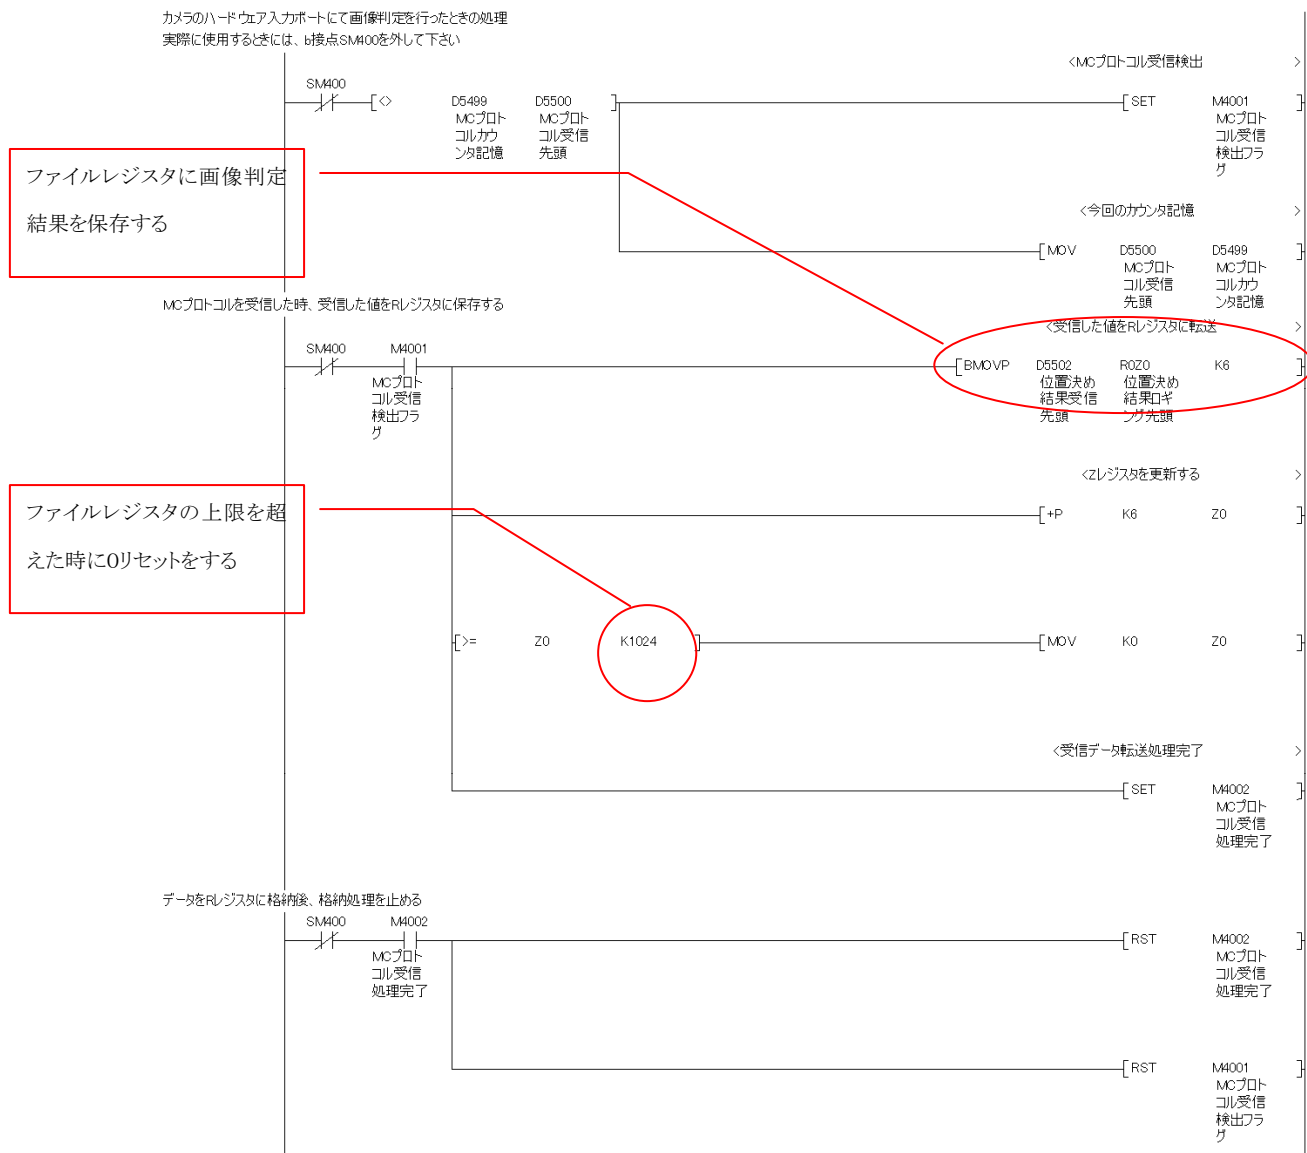 カメラのハードウェア入力ポートにて画像判定を行ったときの処理
実際に使用するときには、b接点SM400を外して下さい
<MCプロトコル受信検出 >
SM400
[<> D5499 D5500 ] [SET M4001 ]
MCプロト MCプロト MCプロト
コルカウ コル受信 コル受信
ンタ記憶 先頭 検出フラ
グ
ファイルレジスタに画像判定
結果を保存する
<今回のカウンタ記憶 >
[MOV D5500 D5499 ]
MCプロト MCプロト
コル受信 コルカウ
先頭 ンタ記憶
MCプロトコルを受信した時、受信した値をRレジスタに保存する
<受信した値をRレジスタに転送 >
SM400 M4001
[BMOVP D5502 R0Z0 K6 ]
MCプロト 位置決め 位置決め
コル受信 結果受信 結果ロギ
検出フラ 先頭 ング先頭
グ
<Zレジスタを更新する >
ファイルレジスタの上限を超
えた時に0リセットをする
[+P K6 Z0 ]
[>= Z0 K1024 ] [MOV K0 Z0 ]
<受信データ転送処理完了 >
[SET M4002 ]
MCプロト
コル受信
処理完了
データをRレジスタに格納後、格納処理を止める
SM400 M4002
[RST M4002 ]
MCプロト MCプロト
コル受信 コル受信
処理完了 処理完了
[RST M4001 ]
MCプロト
コル受信
検出フラ
グ